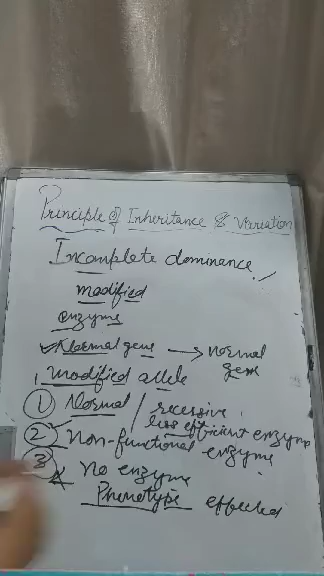 Principle of Inheritance & Variation
Incomplete dominance
modified
enzyme
Normal gene → normal
gene
1, modified allele
① Normal / recessive
less efficient enzyme
② Non-functional enzyme
③ no enzyme
Phenotype effected